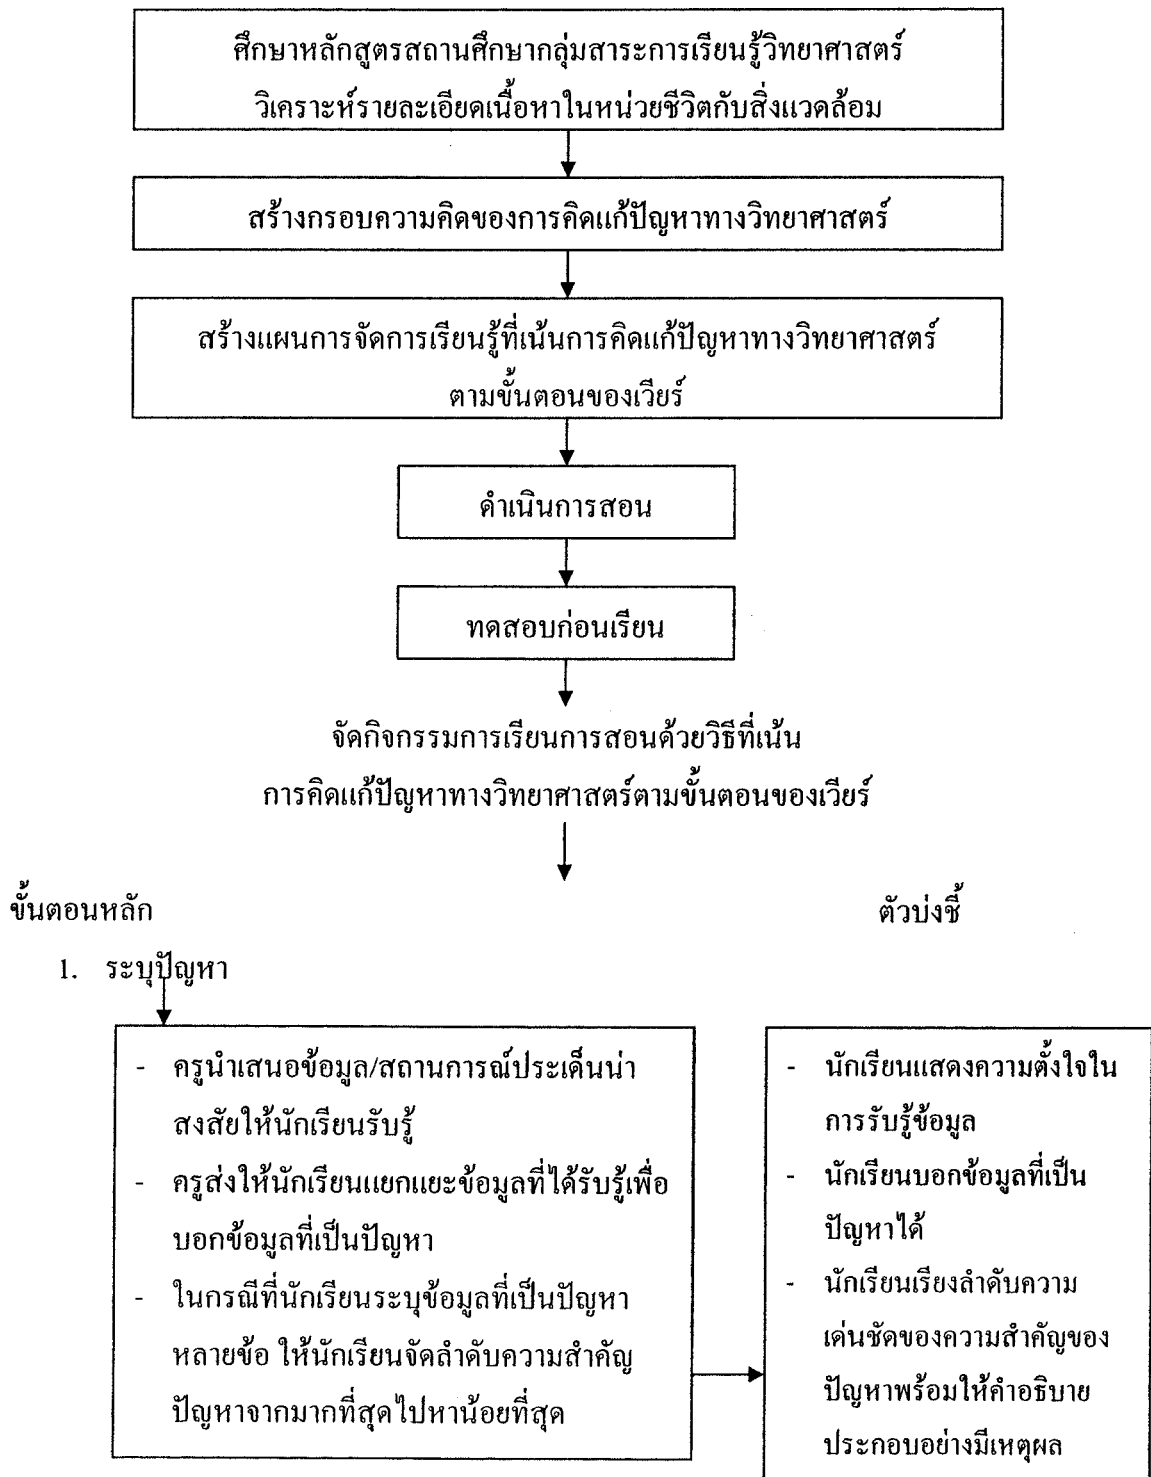 ศึกษาหลักสูตรสถานศึกษากลุ่มสาระการเรียนรู้วิทยาศาสตร์
วิเคราะห์รายละเอียดเนื้อหาในหน่วยชีวิตกับสิ่งแวดล้อม
สร้างกรอบความคิดของการคิดแก้ปัญหาทางวิทยาศาสตร์
สร้างแผนการจัดการเรียนรู้ที่เน้นการคิดแก้ปัญหาทางวิทยาศาสตร์
ตามขั้นตอนของเวียร์
ดำเนินการสอน
ทดสอบก่อนเรียน
จัดกิจกรรมการเรียนการสอนด้วยวิธีที่เน้น
การคิดแก้ปัญหาทางวิทยาศาสตร์ตามขั้นตอนของเวียร์
ขั้นตอนหลัก
ตัวบ่งชี้
1. ระบุปัญหา
- ครูนำเสนอข้อมูล/สถานการณ์ประเด็นน่า
สงสัยให้นักเรียนรับรู้
- ครูส่งให้นักเรียนแยกแยะข้อมูลที่ได้รับรู้เพื่อ
บอกข้อมูลที่เป็นปัญหา
- ในกรณีที่นักเรียนระบุข้อมูลที่เป็นปัญหา
หลายข้อ ให้นักเรียนจัดลำดับความสำคัญ
ปัญหาจากมากที่สุดไปหาน้อยที่สุด
- นักเรียนแสดงความตั้งใจใน
การรับรู้ข้อมูล
- นักเรียนบอกข้อมูลที่เป็น
ปัญหาได้
- นักเรียนเรียงลำดับความ
เด่นชัดของความสำคัญของ
ปัญหาพร้อมให้คำอธิบาย
ประกอบอย่างมีเหตุผล